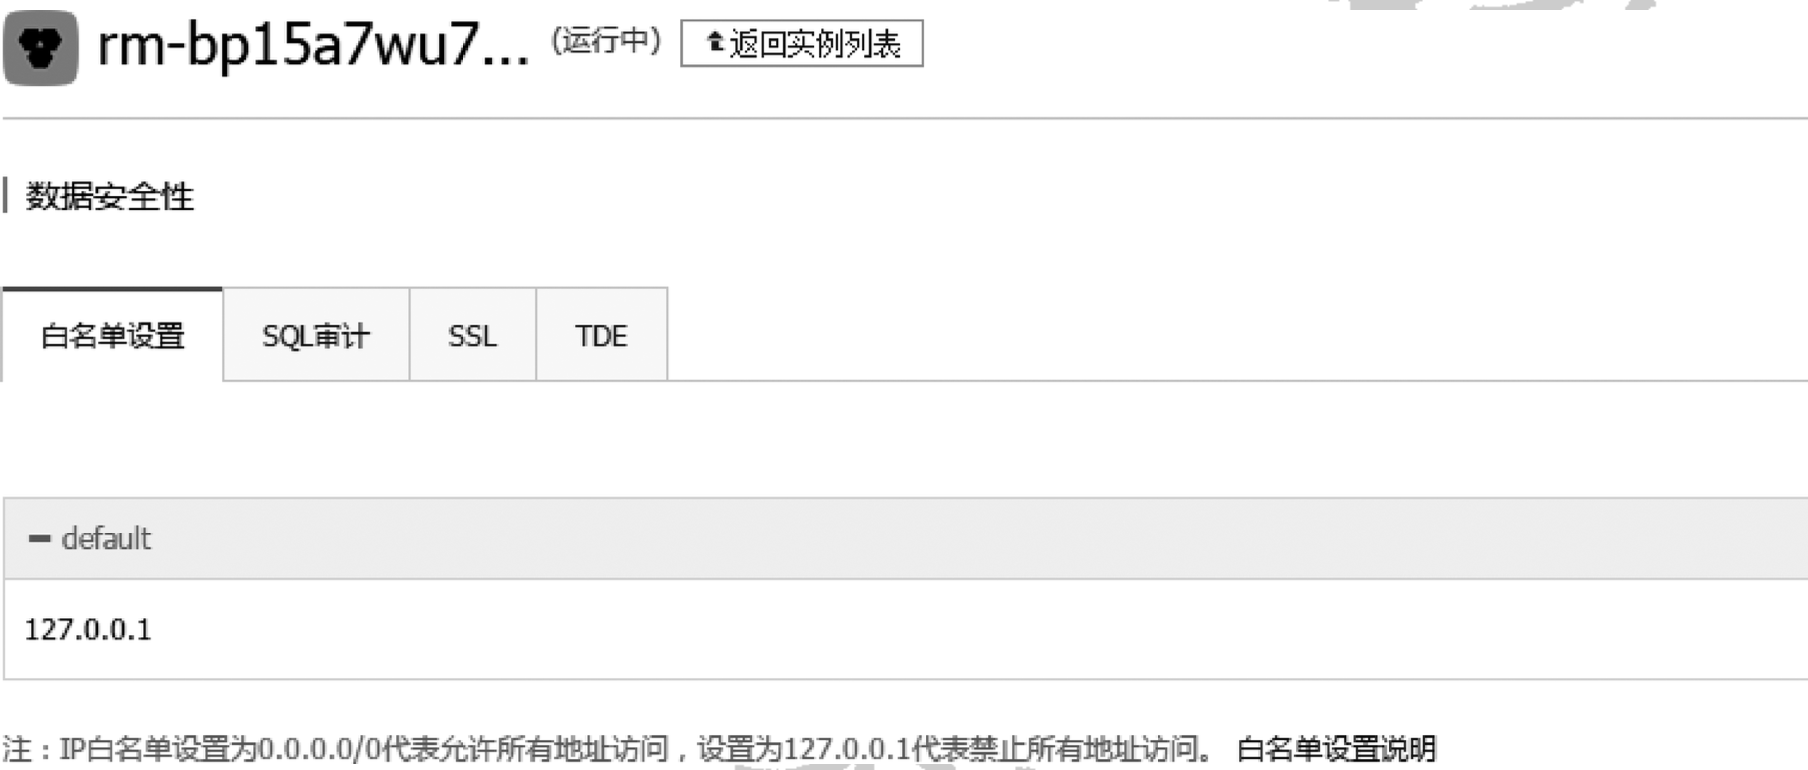 rm-bp15a7wu7... (运行中) 返回实例列表
数据安全性
白名单设置 SQL审计 SSL TDE
default
127.0.0.1
注：IP白名单设置为0.0.0.0/0代表允许所有地址访问，设置为127.0.0.1代表禁止所有地址访问。 白名单设置说明